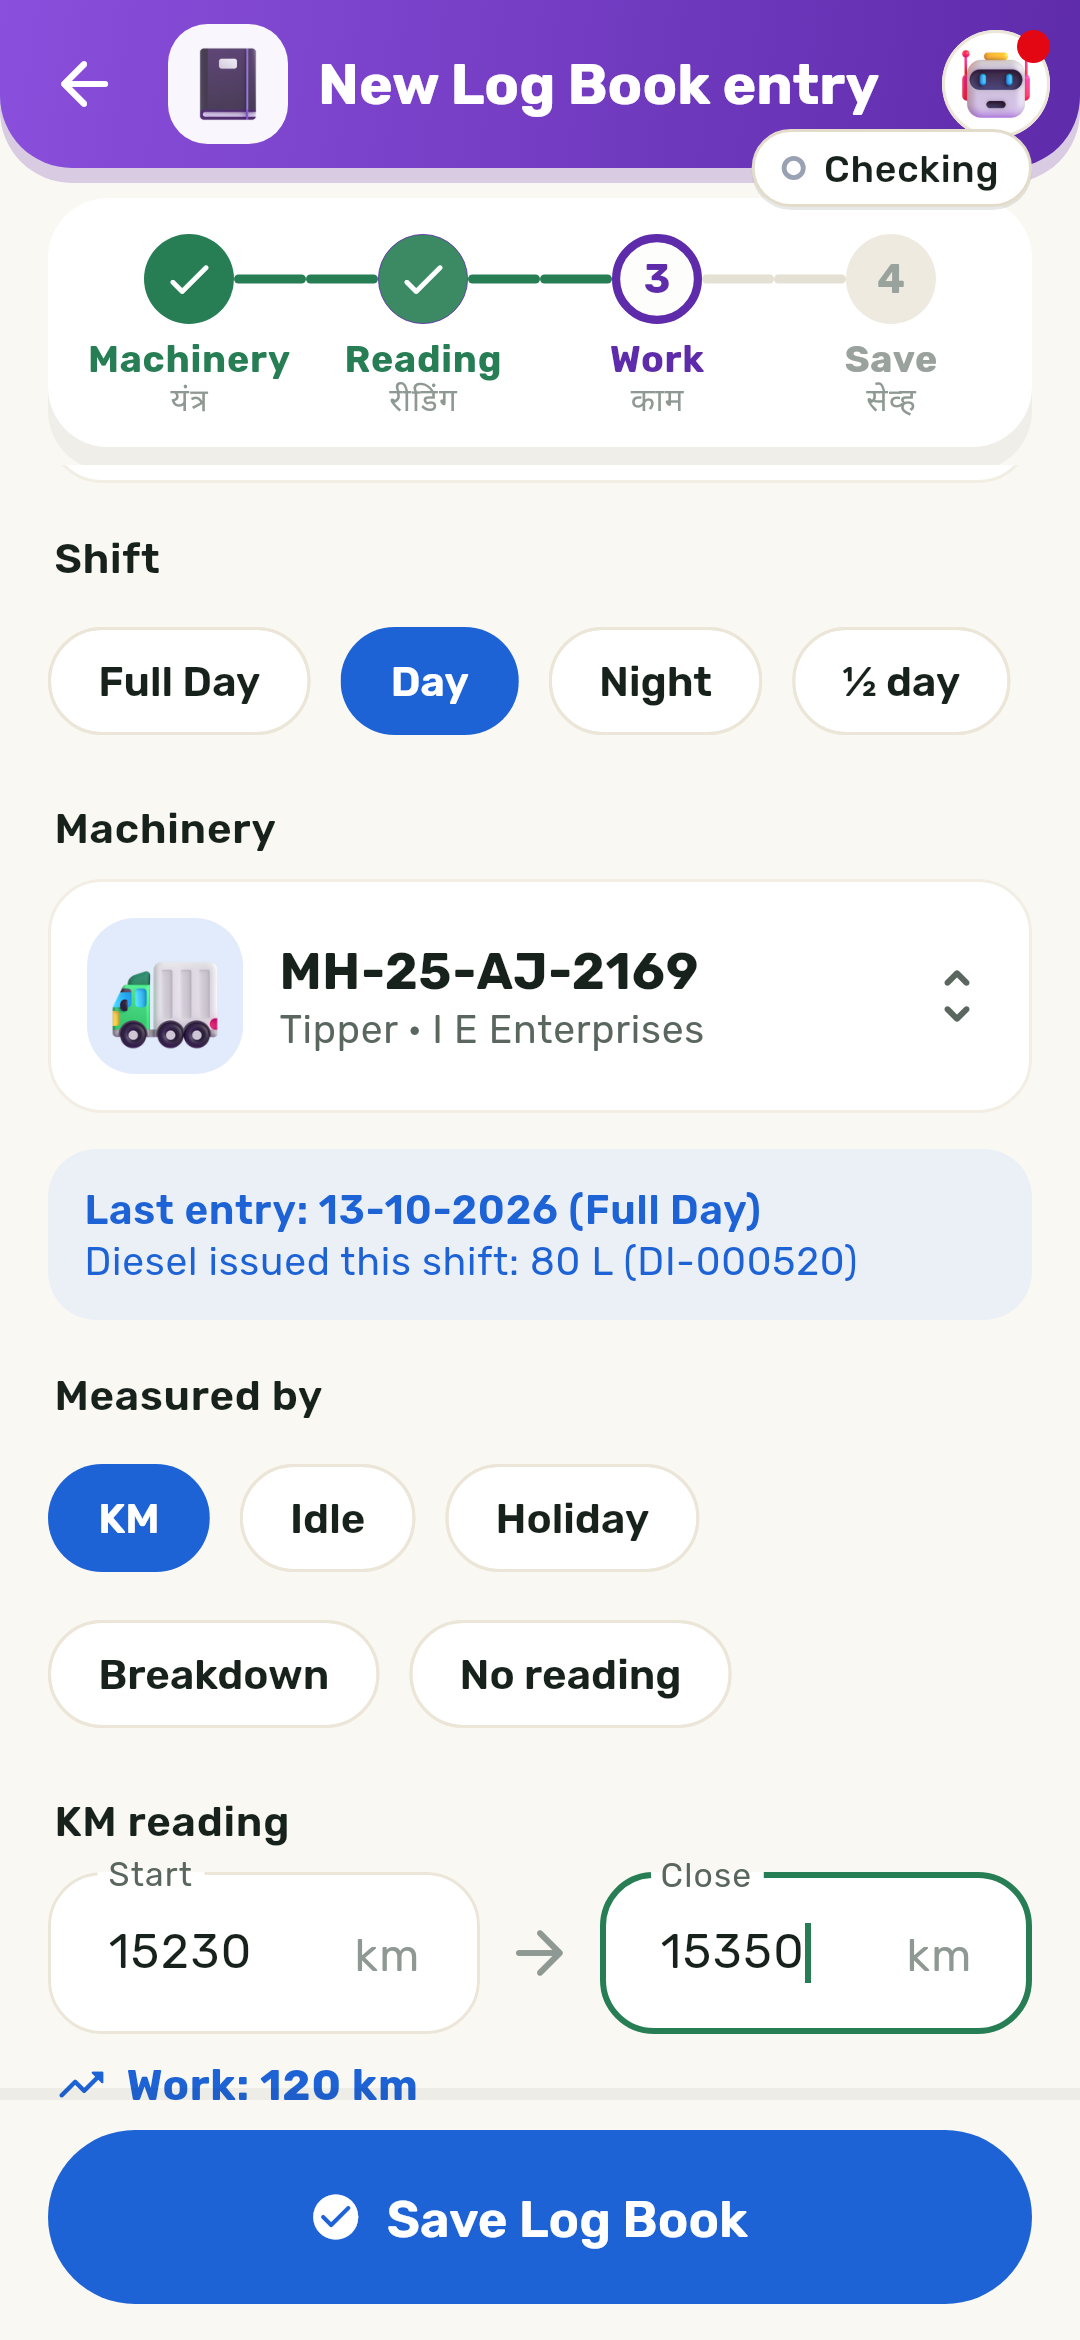 New Log Book entry
Checking
3
4
Machinery
Reading
Work
Save
यंत्र
रीडिंग
काम
सेव्ह
Shift
Full Day
Day
Night
½ day
Machinery
MH-25-AJ-2169
Tipper • I E Enterprises
Last entry: 13-10-2026 (Full Day)
Diesel issued this shift: 80 L (DI-000520)
Measured by
KM
Idle
Holiday
Breakdown
No reading
KM reading
Start
15230 km
Close
15350 km
Work: 120 km
Save Log Book